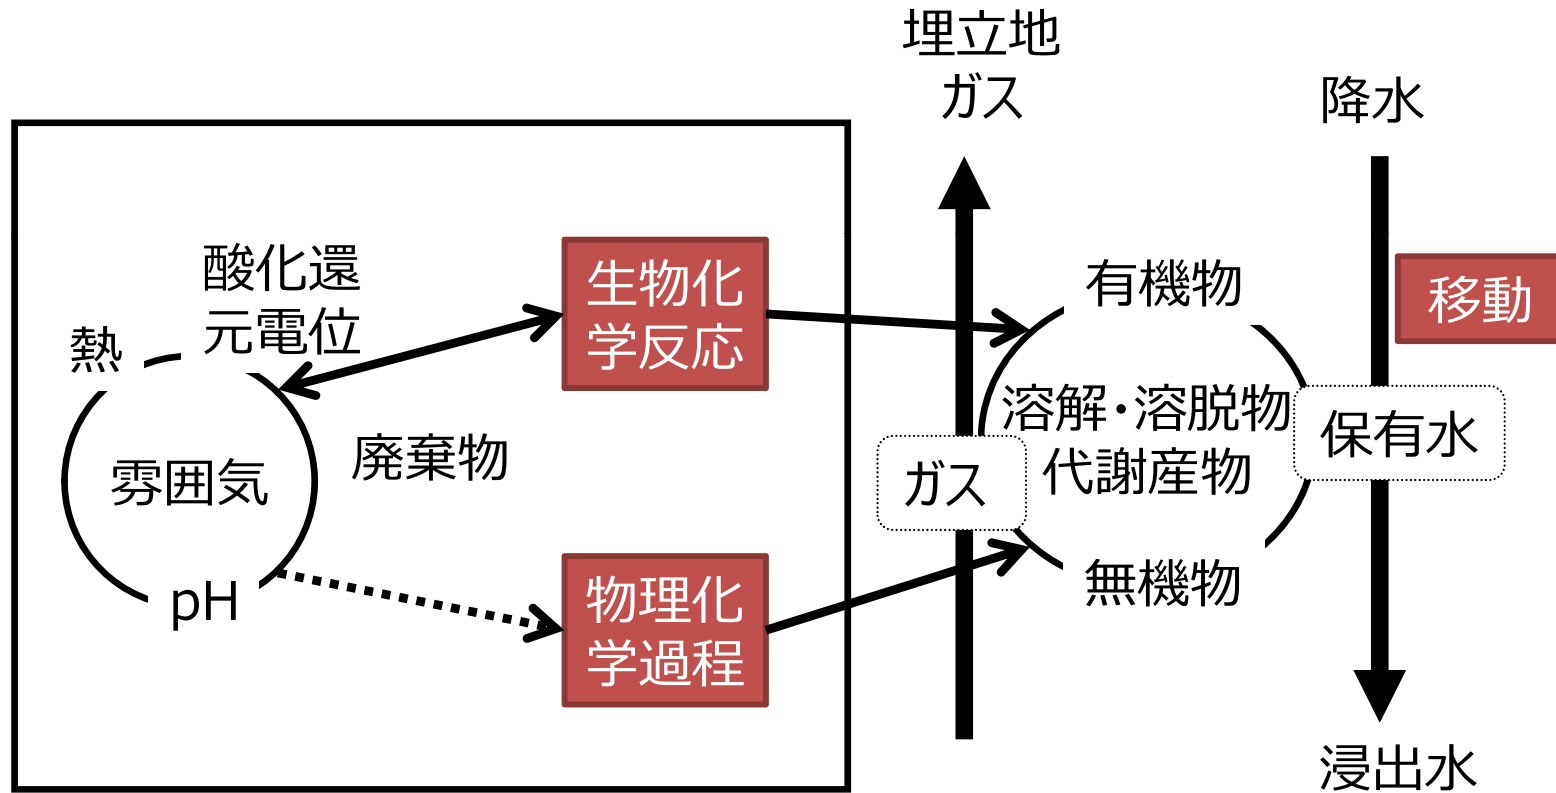 埋立地
ガス
降水
酸化還
元電位
熱
生物化
学反応
有機物
移動
廃棄物
雰囲気
溶解・溶脱物
代謝産物
ガス
保有水
pH
物理化
学過程
無機物
浸出水